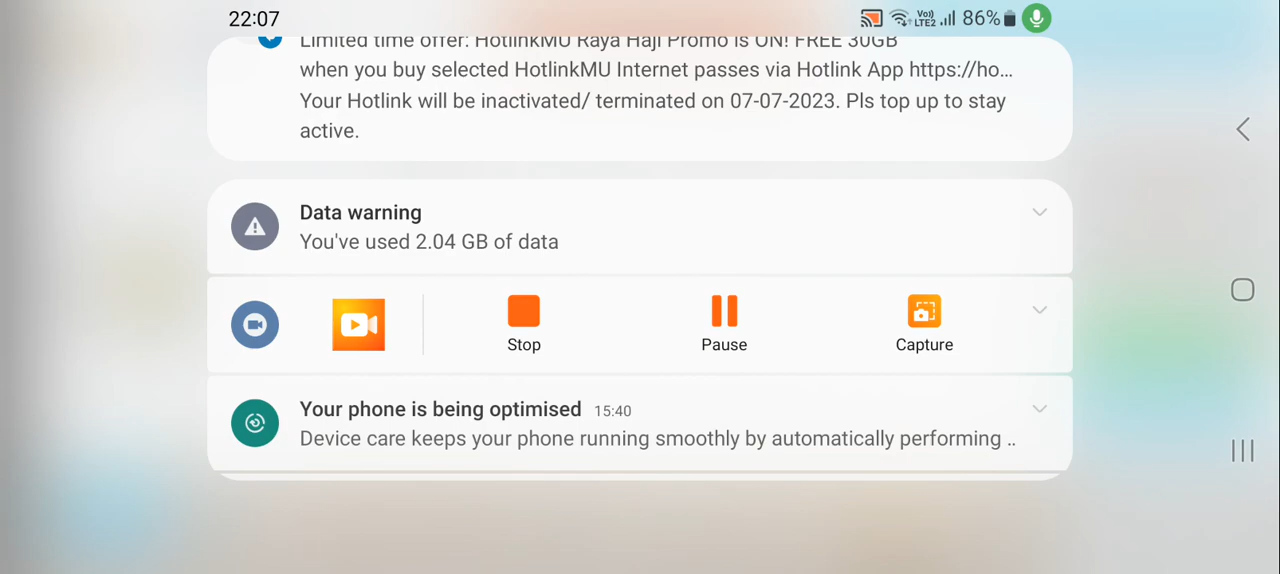 22:07
Vo)) LTE2 86%
Limited time offer: HotlinkMU Raya Haji Promo is ON! FREE 30GB
when you buy selected HotlinkMU Internet passes via Hotlink App https://ho...
Your Hotlink will be inactivated/ terminated on 07-07-2023. Pls top up to stay
active.
Data warning
You've used 2.04 GB of data
Stop
Pause
Capture
Your phone is being optimised 15:40
Device care keeps your phone running smoothly by automatically performing ..